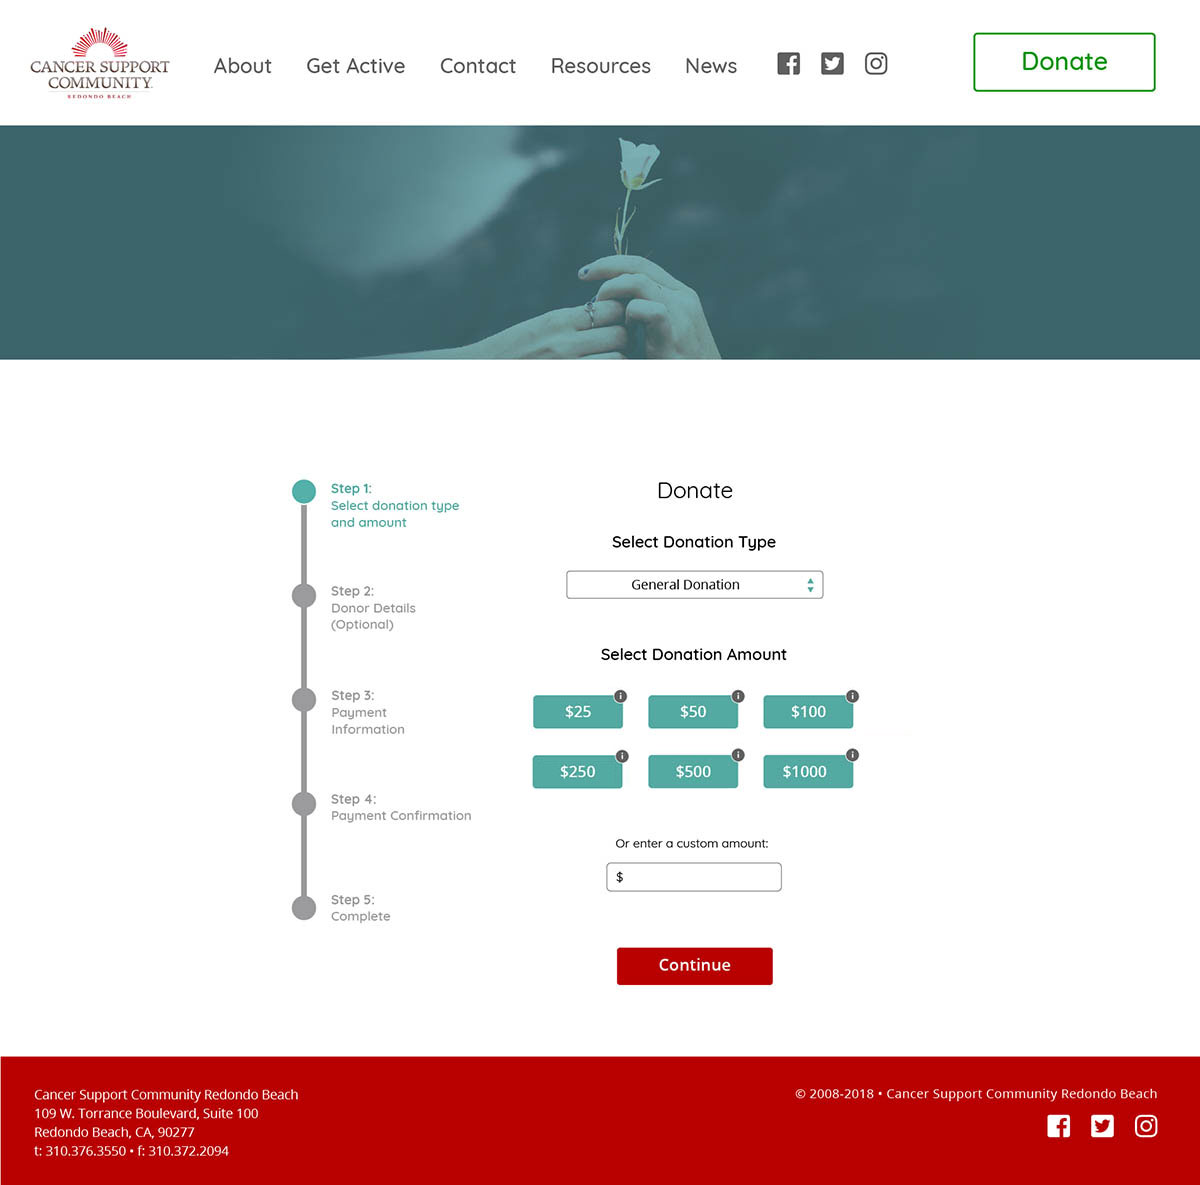 CANCER SUPPORT
COMMUNITY
REDONDO BEACH
About Get Active Contact Resources News
Donate
Step 1:
Select donation type
and amount
Step 2:
Donor Details
(Optional)
Step 3:
Payment
Information
Step 4:
Payment Confirmation
Step 5:
Complete
Donate
Select Donation Type
General Donation
Select Donation Amount
$25 $50 $100
$250 $500 $1000
Or enter a custom amount:
$
Continue
Cancer Support Community Redondo Beach
109 W. Torrance Boulevard, Suite 100
Redondo Beach, CA, 90277
t: 310.376.3550 • f: 310.372.2094
© 2008-2018 • Cancer Support Community Redondo Beach